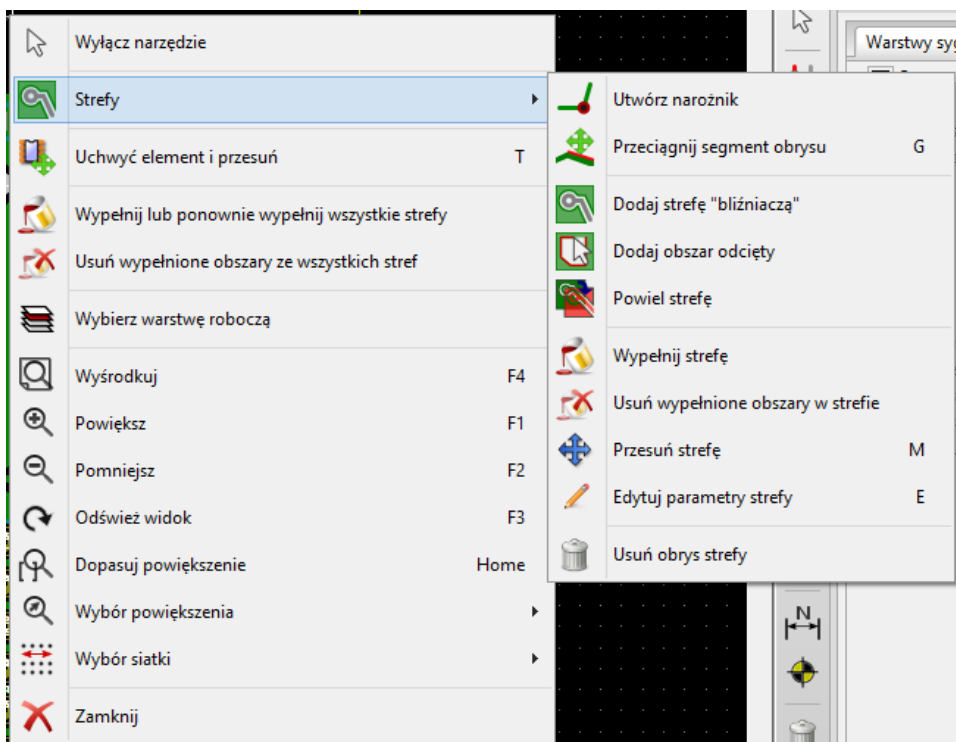 Wyłącz narzędzie
Strefy
Uchwyć element i przesuń T
Wypełnij lub ponownie wypełnij wszystkie strefy
Usuń wypełnione obszary ze wszystkich stref
Wybierz warstwę roboczą
Wyśrodkuj F4
Powiększ F1
Pomniejsz F2
Odśwież widok F3
Dopasuj powiększenie Home
Wybór powiększenia
Wybór siatki
Zamknij
Utwórz narożnik
Przeciągnij segment obrysu G
Dodaj strefę "bliźniaczą"
Dodaj obszar odcięty
Powiel strefę
Wypełnij strefę
Usuń wypełnione obszary w strefie
Przesuń strefę M
Edytuj parametry strefy E
Usuń obrys strefy
Warstwy syg
N